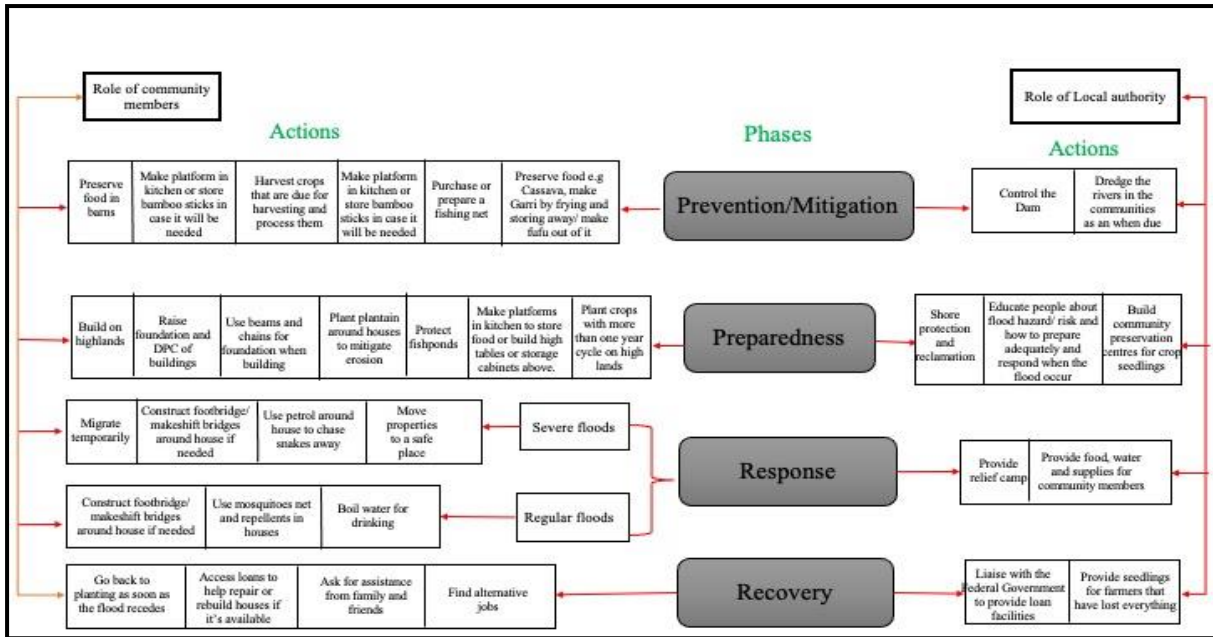 Role of community
members
Role of Local authority
Actions
Phases
Actions
Preserve
food in
barns
Make platform in
kitchen or store
bamboo sticks in
case it will be
needed
Harvest crops
that are due for
harvesting and
process them
Make platform
in kitchen or
store bamboo
sticks in case it
will be needed
Purchase or
prepare a
fishing net
Preserve food e.g
Cassava, make
Garri by frying and
storing away/ make
fufu out of it
Prevention/Mitigation
Control the
Dam
Dredge the
rivers in the
communities
as an when due
Build on
highlands
Raise
foundation and
DPC of
buildings
Use beams and
chains for
foundation when
building
Plant plantain
around houses
to mitigate
erosion
Protect
fishponds
Make platforms
in kitchen to store
food or build high
tables or storage
cabinets above.
Plant crops
with more
than one year
cycle on high
lands
Preparedness
Shore
protection
and
reclamation
Educate people about
flood hazard/ risk and
how to prepare
adequately and
respond when the
flood occur
Build
community
preservation
centres for crop
seedlings
Migrate
temporarily
Construct footbridge/
makeshift bridges
around house if
needed
Use petrol around
house to chase
snakes away
Move
properties
to a safe
place
Severe floods
Response
Provide
relief camp
Provide food, water
and supplies for
community members
Construct footbridge/
makeshift bridges
around house if needed
Use mosquitoes net
and repellents in
houses
Boil water for
drinking
Regular floods
Go back to
planting as soon as
the flood recedes
Access loans to
help repair or
rebuild houses if
it's available
Ask for assistance
from family and
friends
Find alternative
jobs
Recovery
Liaise with the
Federal Government
to provide loan
facilities
Provide seedlings
for farmers that
have lost everything